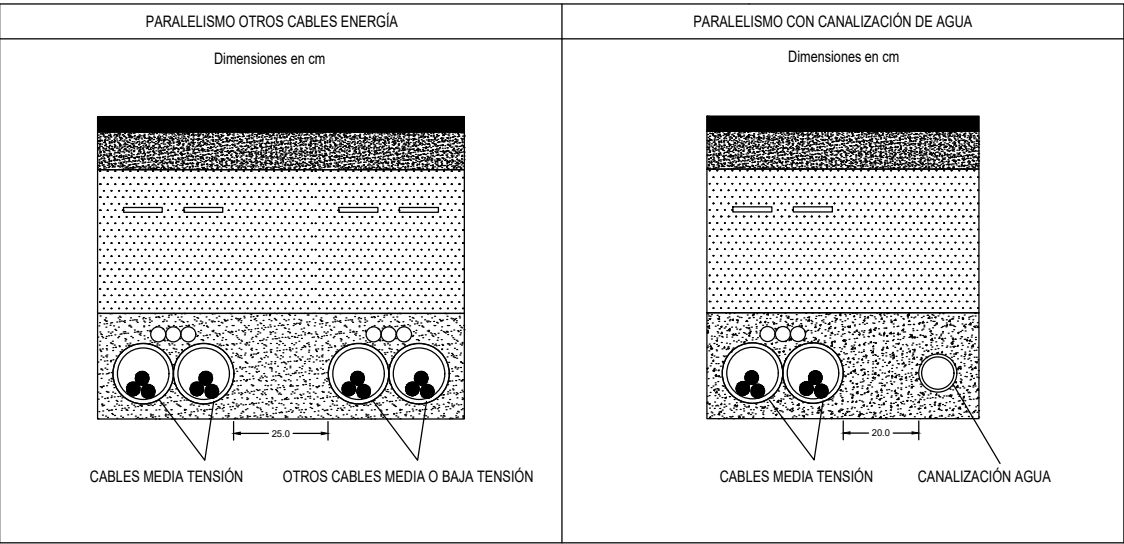 PARALELISMO OTROS CABLES ENERGÍA
Dimensiones en cm
25.0
CABLES MEDIA TENSIÓN
OTROS CABLES MEDIA O BAJA TENSIÓN
PARALELISMO CON CANALIZACIÓN DE AGUA
Dimensiones en cm
20.0
CABLES MEDIA TENSIÓN
CANALIZACIÓN AGUA